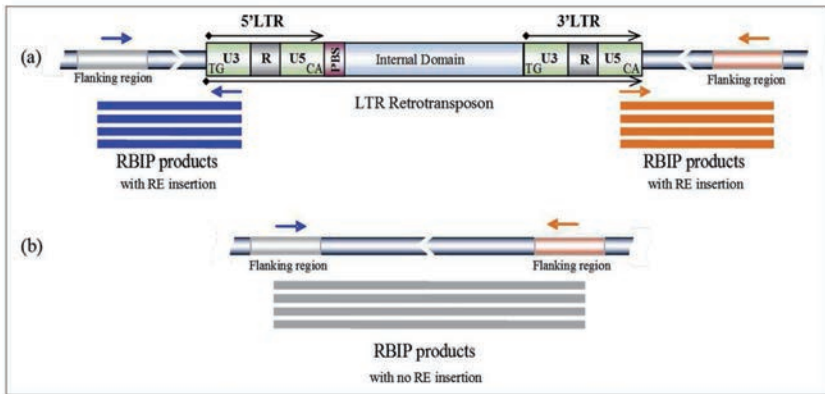 5'LTR 3'LTR
(a) U3 R U5 PBS Internal Domain U3 R U5
TG CA TG CA
Flanking region Flanking region
LTR Retrotransposon
RBIP products RBIP products
with RE insertion with RE insertion
(b)
Flanking region Flanking region
RBIP products
with no RE insertion